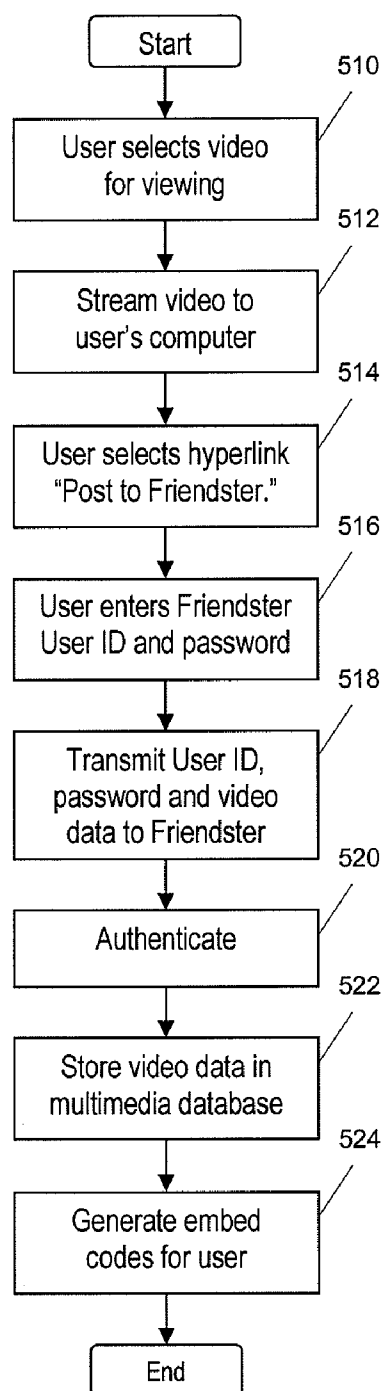 Start
510
User selects video
for viewing
512
Stream video to
user's computer
514
User selects hyperlink
“Post to Friendster.”
516
User enters Friendster
User ID and password
518
Transmit User ID,
password and video
data to Friendster
520
Authenticate
522
Store video data in
multimedia database
524
Generate embed
codes for user
End